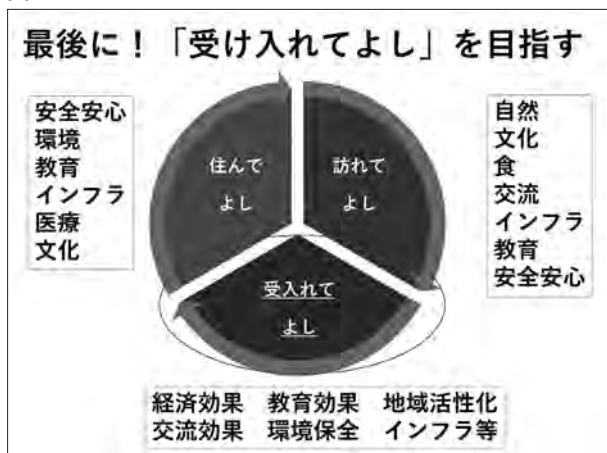 最後に！「受け入れてよし」を目指す
安全安心
環境
教育
インフラ
医療
文化
住んで
よし
訪れて
よし
受入れて
よし
自然
文化
食
交流
インフラ
教育
安全安心
経済効果　教育効果　地域活性化
交流効果　環境保全　インフラ等